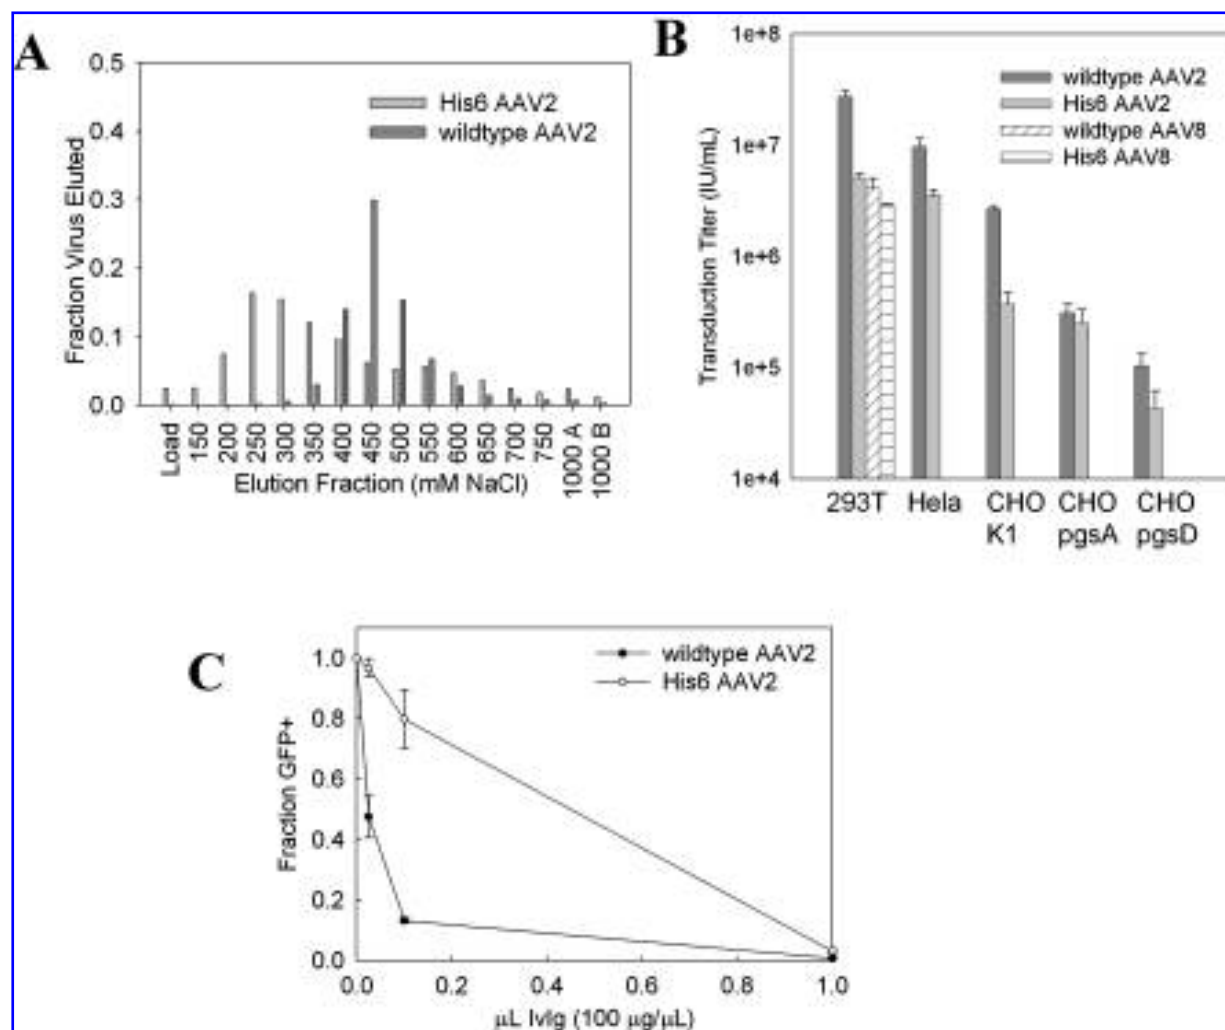 A
0.5
0.4
0.3
0.2
0.1
0.0
Fraction Virus Eluted
His6 AAV2
wildtype AAV2
Load
150
200
250
300
350
400
450
500
550
600
650
700
750
1000 A
1000 B
Elution Fraction (mM NaCl)
B
1e+8
1e+7
1e+6
1e+5
1e+4
Transduction Titer (IU/mL)
wildtype AAV2
His6 AAV2
wildtype AAV8
His6 AAV8
293T Hela CHO CHO CHO
K1 pgsA pgsD
C
1.0
0.8
0.6
0.4
0.2
0.0
Fraction GFP+
wildtype AAV2
His6 AAV2
0.0 0.2 0.4 0.6 0.8 1.0
μL IvIg (100 μg/μL)